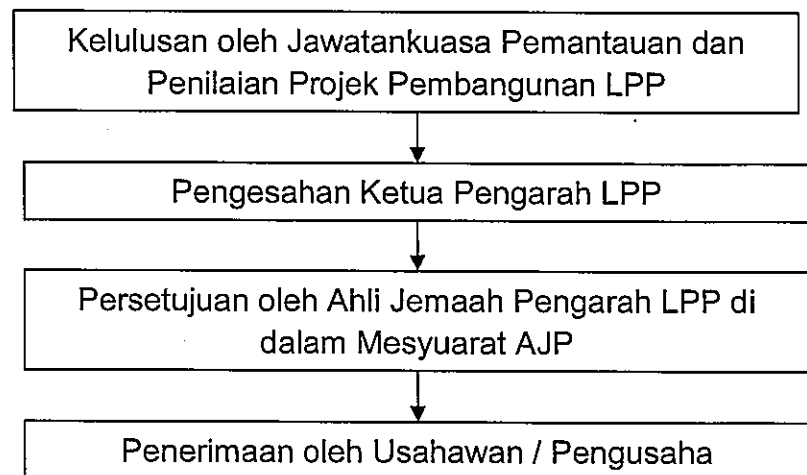 Kelulusan oleh Jawatankuasa Pemantauan dan
Penilaian Projek Pembangunan LPP
Pengesahan Ketua Pengarah LPP
Persetujuan oleh Ahli Jemaah Pengarah LPP di
dalam Mesyuarat AJP
Penerimaan oleh Usahawan / Pengusaha